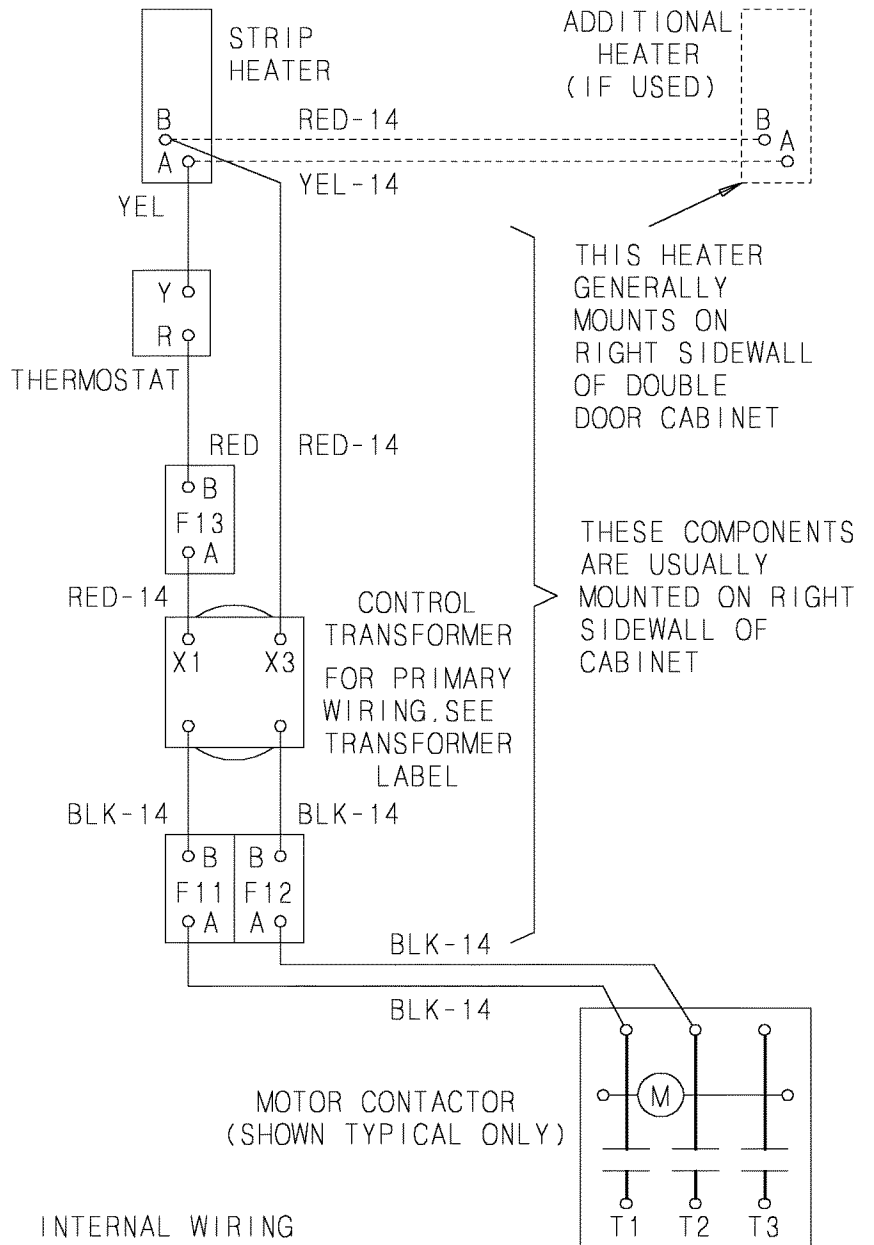 STRIP
HEATER
B
A
RED-14
YEL-14
ADDITIONAL
HEATER
(IF USED)
B
A
YEL
Y
R
THERMOSTAT
THIS HEATER
GENERALLY
MOUNTS ON
RIGHT SIDEWALL
OF DOUBLE
DOOR CABINET
RED
RED-14
B
F13
A
RED-14
THESE COMPONENTS
ARE USUALLY
MOUNTED ON RIGHT
SIDEWALL OF
CABINET
X1
X3
CONTROL
TRANSFORMER
FOR PRIMARY
WIRING.SEE
TRANSFORMER
LABEL
BLK-14
BLK-14
B
F11
A
B
F12
A
BLK-14
BLK-14
M
MOTOR CONTACTOR
(SHOWN TYPICAL ONLY)
T1
T2
T3
INTERNAL WIRING